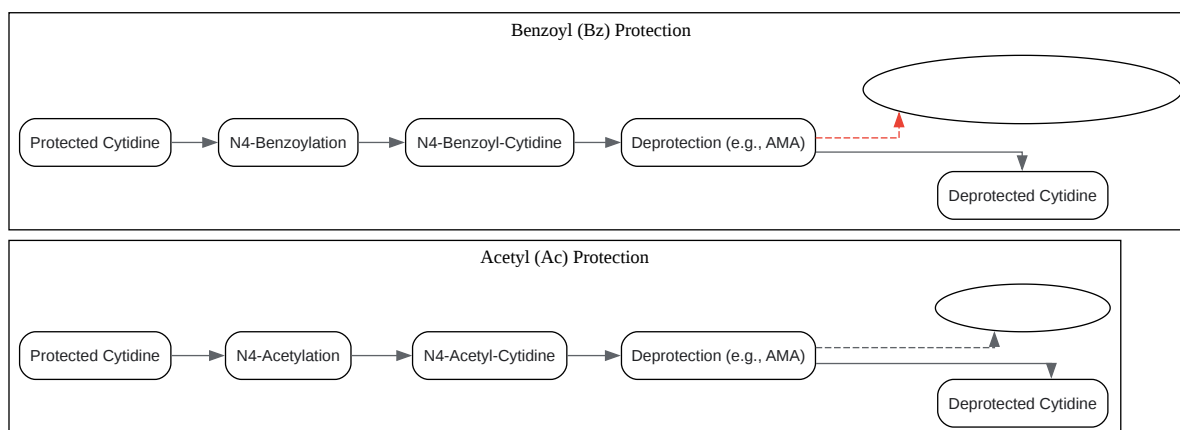 Benzoyl (Bz) Protection
Protected Cytidine
N4-Benzoylation
N4-Benzoyl-Cytidine
Deprotection (e.g., AMA)
Deprotected Cytidine
Acetyl (Ac) Protection
Protected Cytidine
N4-Acetylation
N4-Acetyl-Cytidine
Deprotection (e.g., AMA)
Deprotected Cytidine